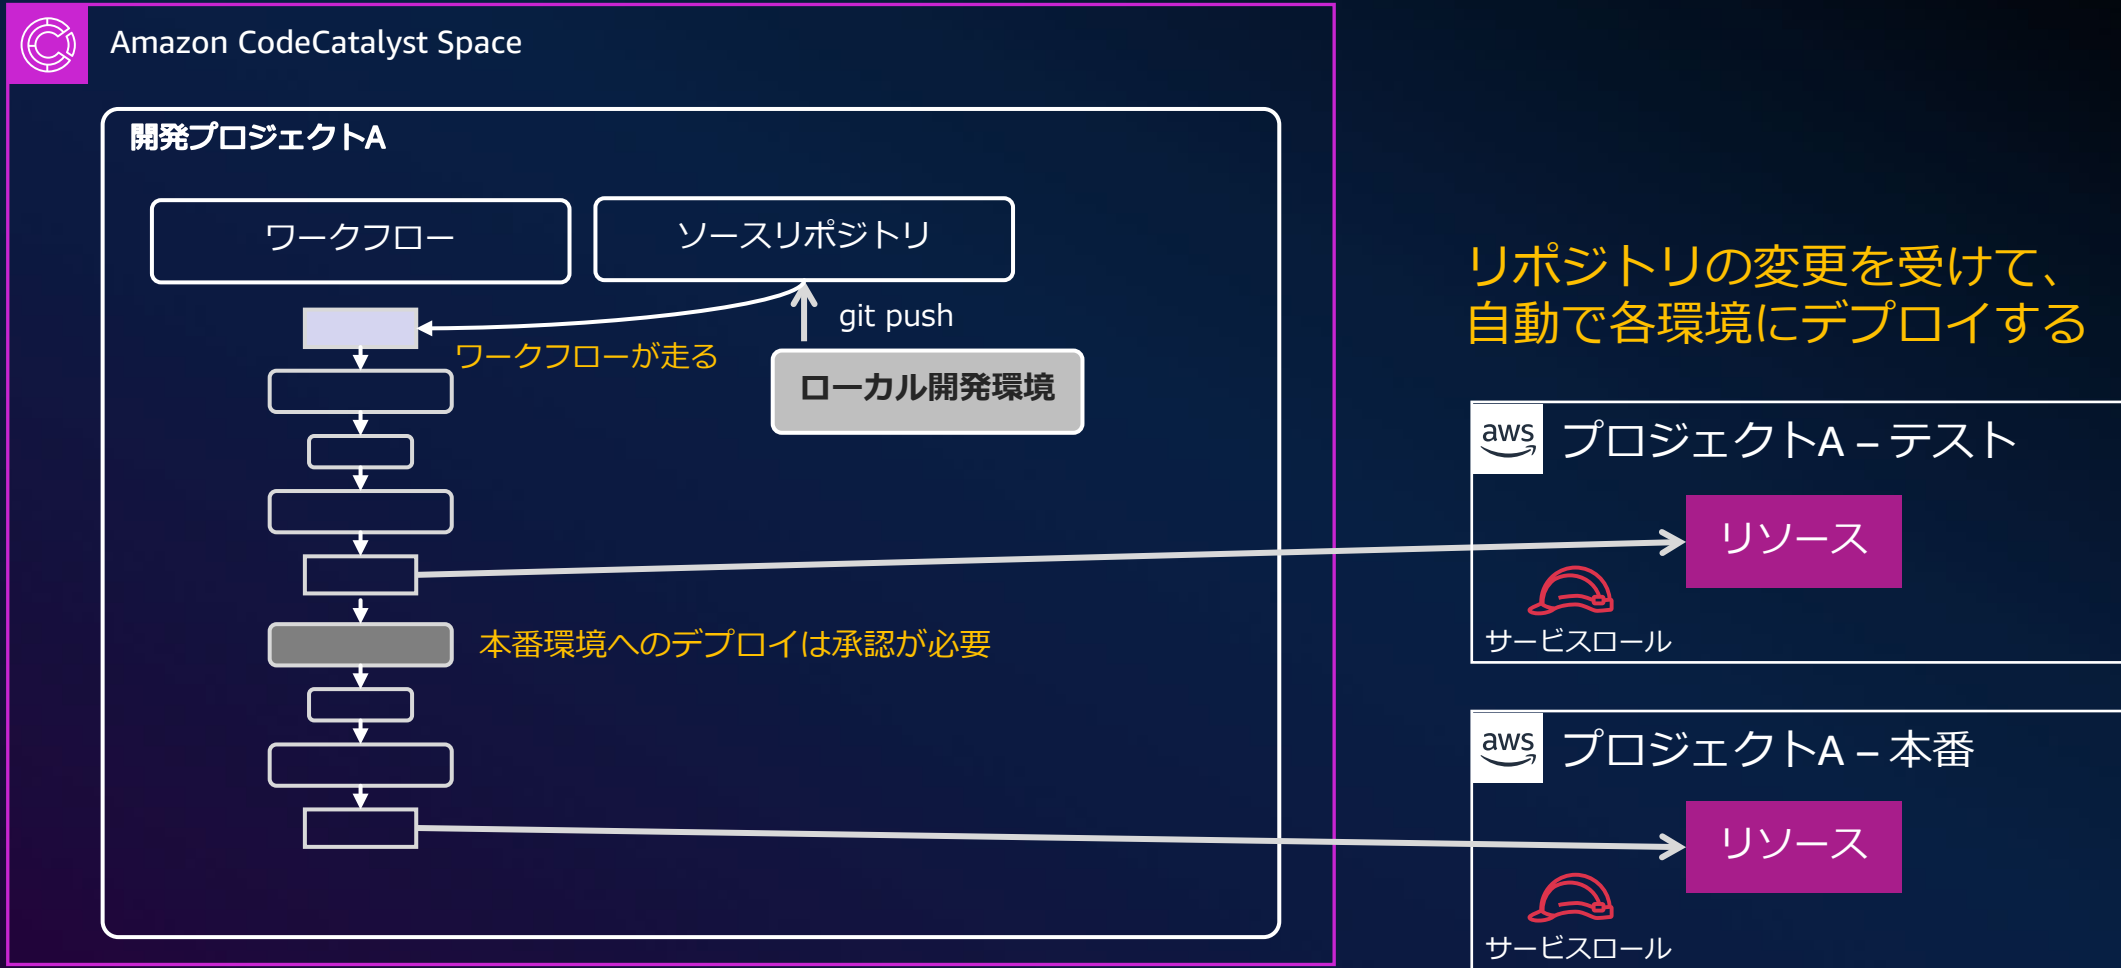 Amazon CodeCatalyst Space
開発プロジェクトA
ワークフロー
ソースリポジトリ
git push
ワークフローが走る
ローカル開発環境
本番環境へのデプロイは承認が必要
リポジトリの変更を受けて、
自動で各環境にデプロイする
aws
プロジェクトA – テスト
リソース
サービスロール
aws
プロジェクトA – 本番
リソース
サービスロール